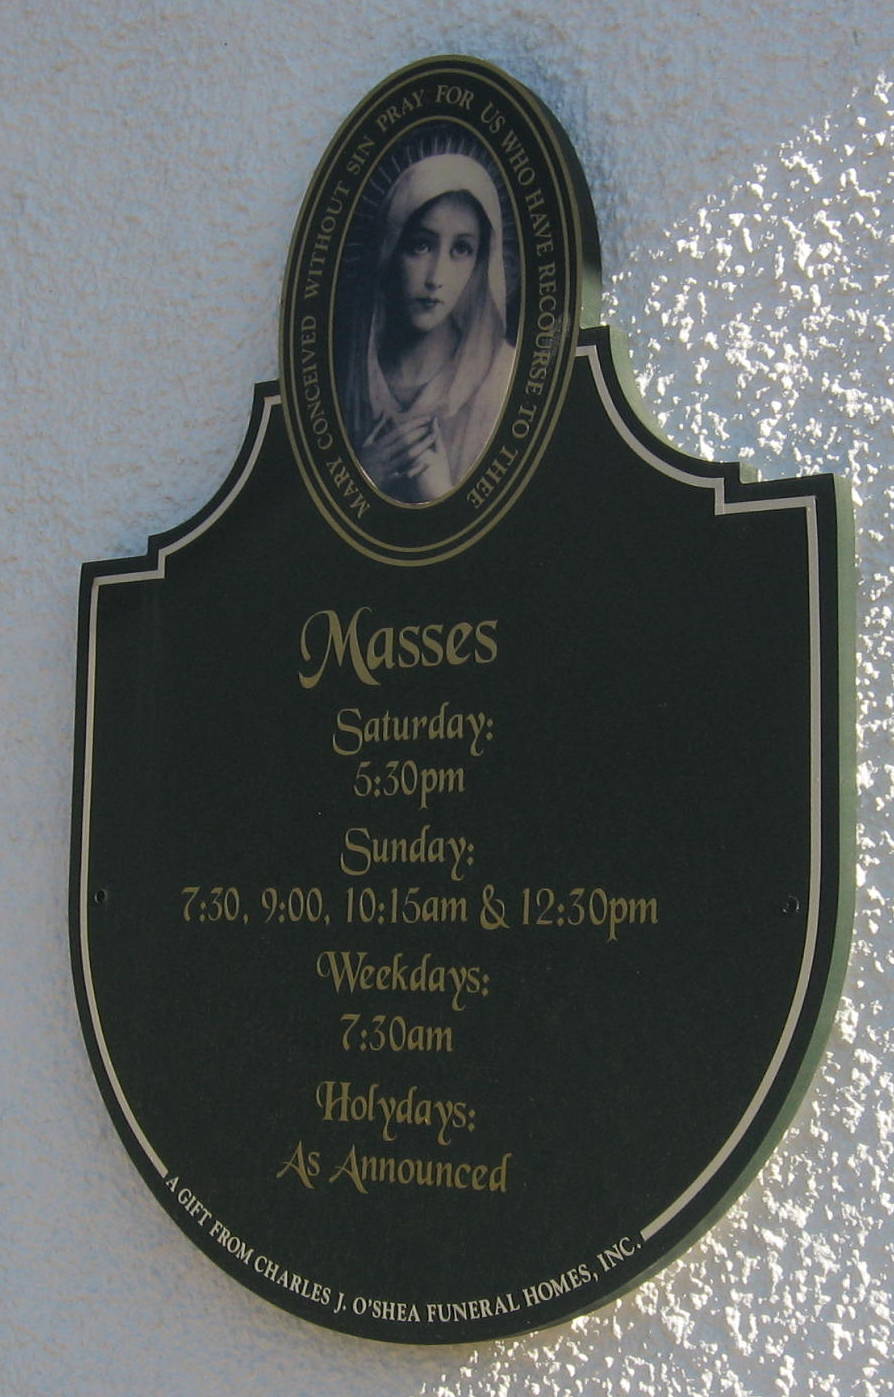 MARY CONCEIVED WITHOUT SIN PRAY FOR US WHO HAVE RECOURSE TO THEE
Masses
Saturday:
5:30pm
Sunday:
7:30, 9:00, 10:15am & 12:30pm
Weekdays:
7:30am
Holydays:
As Announced
A GIFT FROM CHARLES J. O'SHEA FUNERAL HOMES, INC.